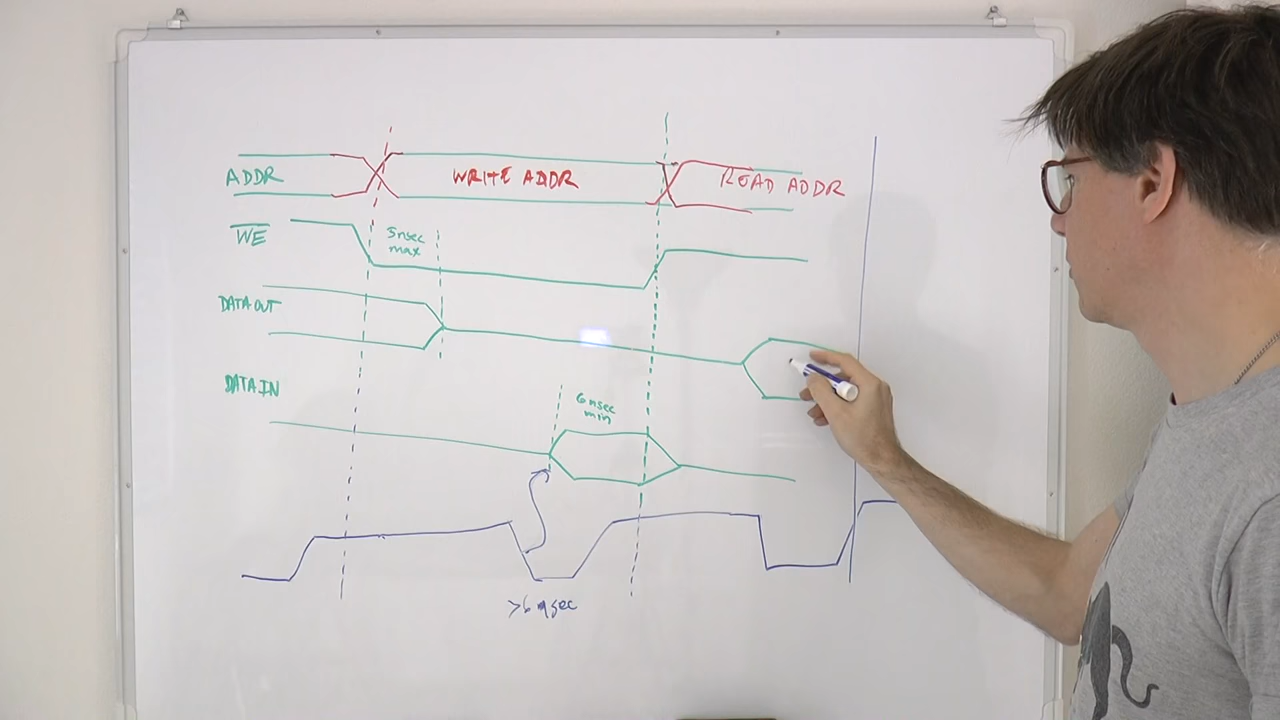 ADDR
WRITE ADDR
READ ADDR
WE
5nsec
max
DATA OUT
DATA IN
6nsec
min
>6nsec